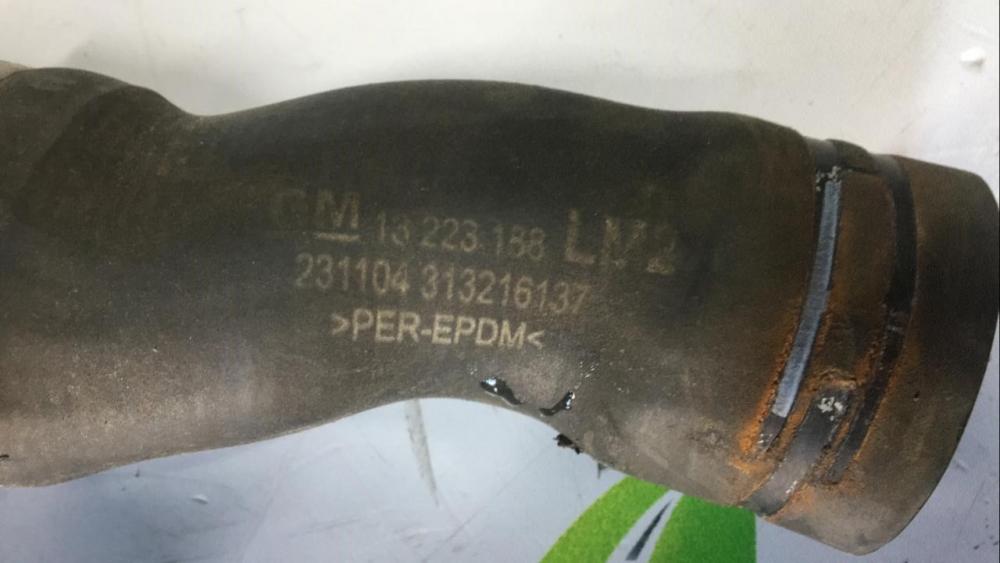 GM 13 223 188 LM2
231104 313216137
>PER-EPDM<